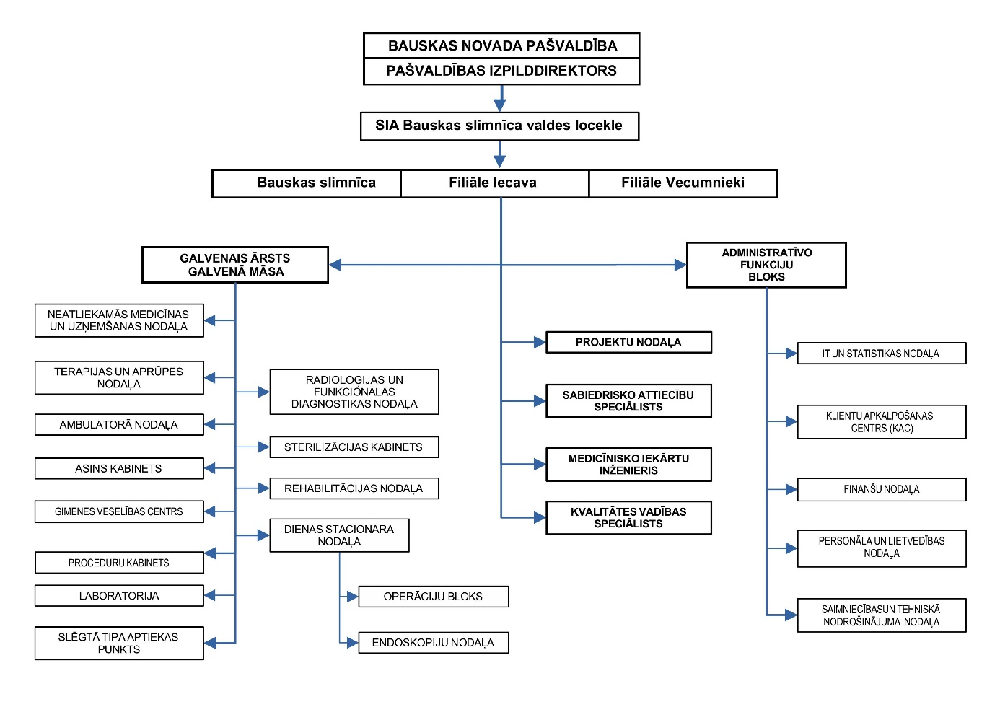 BAUSKAS NOVADA PAŠVALDĪBA
PAŠVALDĪBAS IZPILDDIREKTORS
SIA Bauskas slimnīca valdes locekle
Bauskas slimnīca
Filiāle Iecava
Filiāle Vecumnieki
GALVENAIS ĀRSTS
GALVENĀ MĀSA
ADMINISTRATĪVO
FUNKCIJU
BLOKS
NEATLIEKAMĀS MEDICĪNAS
UN UZŅEMŠANAS NODAĻA
TERAPIJAS UN APRŪPES
NODAĻA
AMBULATORĀ NODAĻA
ASINS KABINETS
GIMENES VESELĪBAS CENTRS
PROCEDŪRU KABINETS
LABORATORIJA
SLĒGTĀ TIPA APTIEKAS
PUNKTS
RADIOLOĢIJAS UN
FUNKCIONĀLĀS
DIAGNOSTIKAS NODAĻA
STERILIZĀCIJAS KABINETS
REHABILITĀCIJAS NODAĻA
DIENAS STACIONĀRA
NODAĻA
OPERĀCIJU BLOKS
ENDOSKOPIJU NODAĻA
PROJEKTU NODAĻA
SABIEDRISKO ATTIECĪBU
SPECIĀLISTS
MEDICĪNISKO IEKĀRTU
INŽENIERIS
KVALITĀTES VADĪBAS
SPECIĀLISTS
IT UN STATISTIKAS NODAĻA
KLIENTU APKALPOŠANAS
CENTRS (KAC)
FINANŠU NODAĻA
PERSONĀLA UN LIETVEDĪBAS
NODAĻA
SAIMNIECĪBASUN TEHNISKĀ
NODROŠINĀJUMA NODAĻA